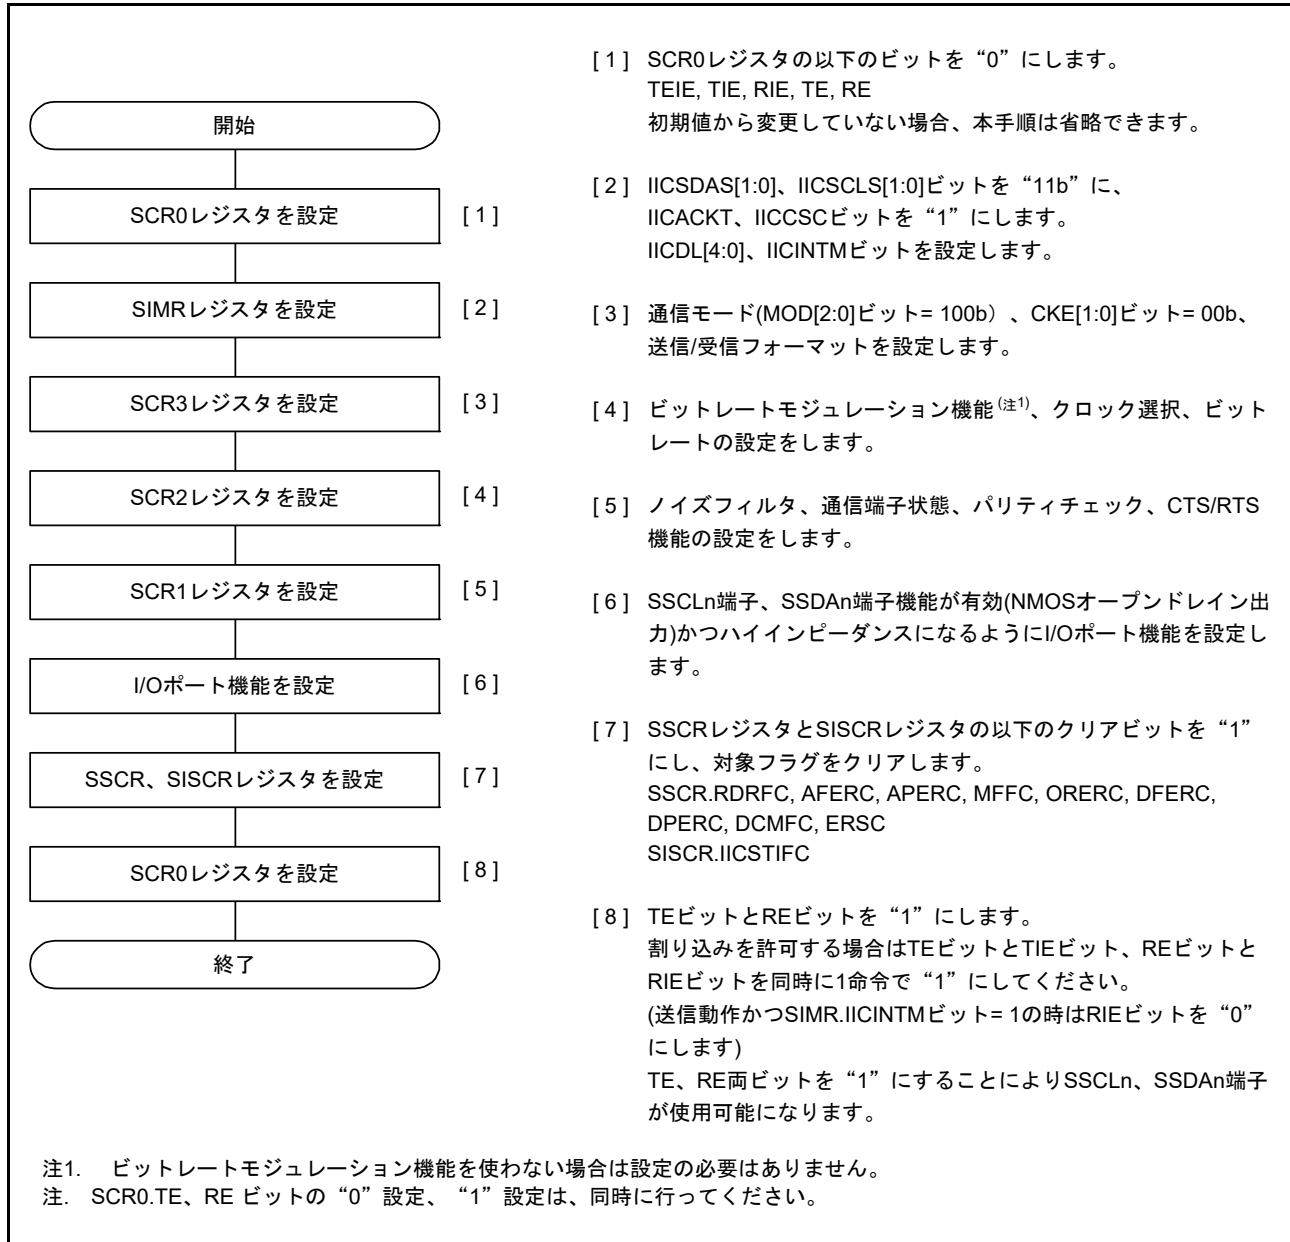 開始
SCR0レジスタを設定 [ 1 ]
SIMRレジスタを設定 [ 2 ]
SCR3レジスタを設定 [ 3 ]
SCR2レジスタを設定 [ 4 ]
SCR1レジスタを設定 [ 5 ]
I/Oポート機能を設定 [ 6 ]
SSCR、SISCRレジスタを設定 [ 7 ]
SCR0レジスタを設定 [ 8 ]
終了
[ 1 ] SCR0レジスタの以下のビットを“0”にします。
TEIE, TIE, RIE, TE, RE
初期値から変更していない場合、本手順は省略できます。
[ 2 ] IICSDAS[1:0]、IICSCLS[1:0]ビットを“11b”に、
IICACKT、IICCSCビットを“1”にします。
IICDL[4:0]、IICINTMビットを設定します。
[ 3 ] 通信モード(MOD[2:0]ビット= 100b）、CKE[1:0]ビット= 00b、
送信/受信フォーマットを設定します。
[ 4 ] ビットレートモジュレーション機能(注1)、クロック選択、ビット
レートの設定をします。
[ 5 ] ノイズフィルタ、通信端子状態、パリティチェック、CTS/RTS
機能の設定をします。
[ 6 ] SSCLn端子、SSDAn端子機能が有効(NMOSオープンドレイン出
力)かつハイインピーダンスになるようにI/Oポート機能を設定し
ます。
[ 7 ] SSCRレジスタとSISCRレジスタの以下のクリアビットを“1”
にし、対象フラグをクリアします。
SSCR.RDRFC, AFERC, APERC, MFFC, ORERC, DFERC,
DPERC, DCMFC, ERSC
SISCR.IICSTIFC
[ 8 ] TEビットとREビットを“1”にします。
割り込みを許可する場合はTEビットとTIEビット、REビットと
RIEビットを同時に1命令で“1”にしてください。
(送信動作かつSIMR.IICINTMビット= 1の時はRIEビットを“0”
にします)
TE、RE両ビットを“1”にすることによりSSCLn、SSDAn端子
が使用可能になります。
注1. ビットレートモジュレーション機能を使わない場合は設定の必要はありません。
注. SCR0.TE、RE ビットの“0”設定、“1”設定は、同時に行ってください。